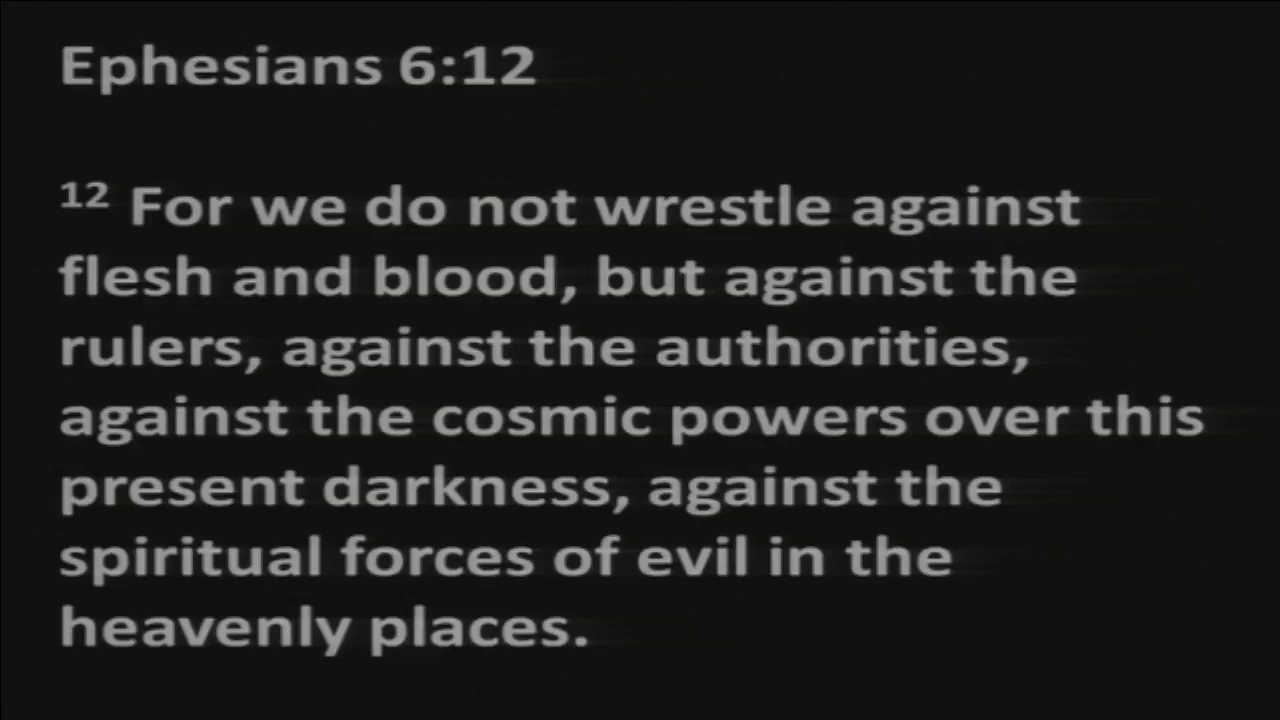 Ephesians 6:12
12 For we do not wrestle against
flesh and blood, but against the
rulers, against the authorities,
against the cosmic powers over this
present darkness, against the
spiritual forces of evil in the
heavenly places.